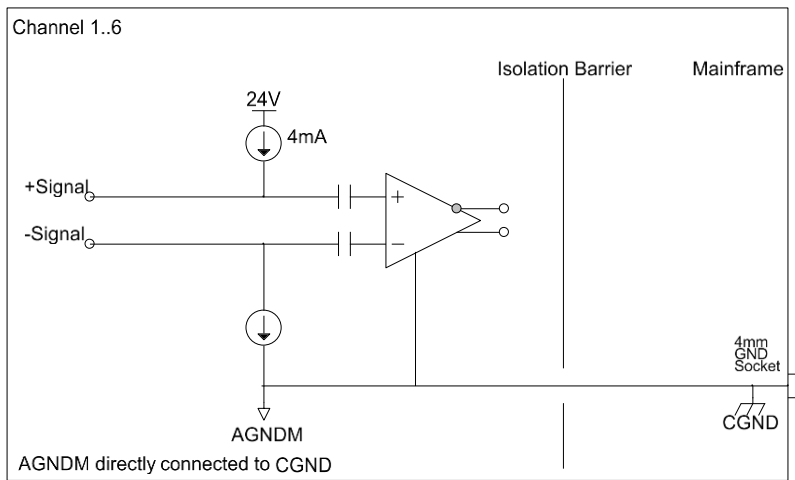 Channel 1..6
Isolation Barrier
Mainframe
24V
4mA
+Signal
-Signal
+
−
4mm
GND
Socket
CGND
AGNDM
AGNDM directly connected to CGND